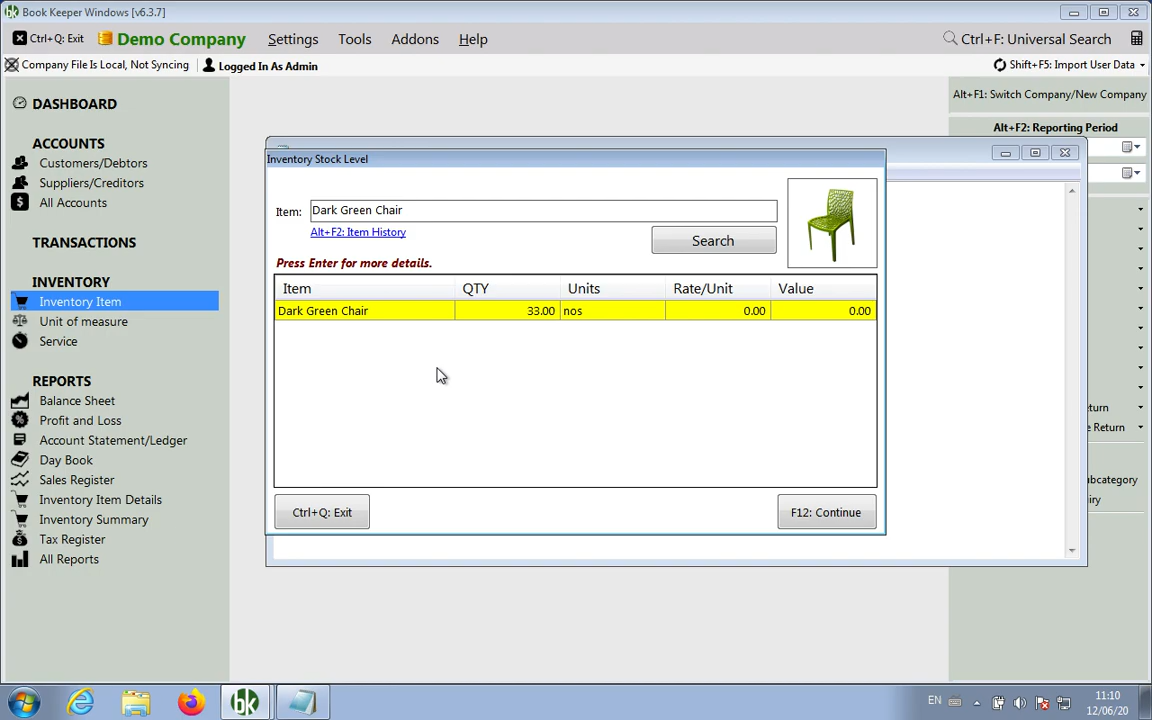 bk Book Keeper Windows [v6.3.7]
Ctrl+Q: Exit Demo Company Settings Tools Addons Help Ctrl+F: Universal Search
Company File Is Local, Not Syncing Logged In As Admin Shift+F5: Import User Data
DASHBOARD
ACCOUNTS
Customers/Debtors
Suppliers/Creditors
$ All Accounts
TRANSACTIONS
INVENTORY
Inventory Item
Unit of measure
Service
REPORTS
Balance Sheet
Profit and Loss
Account Statement/Ledger
Day Book
Sales Register
Inventory Item Details
Inventory Summary
Tax Register
All Reports
Alt+F1: Switch Company/New Company
Alt+F2: Reporting Period
Inventory Stock Level
Item: Dark Green Chair
Alt+F2: Item History
Search
Press Enter for more details.
Item QTY Units Rate/Unit Value
Dark Green Chair 33.00 nos 0.00 0.00
Ctrl+Q: Exit F12: Continue
Return
bk
EN
11:10
12/06/20